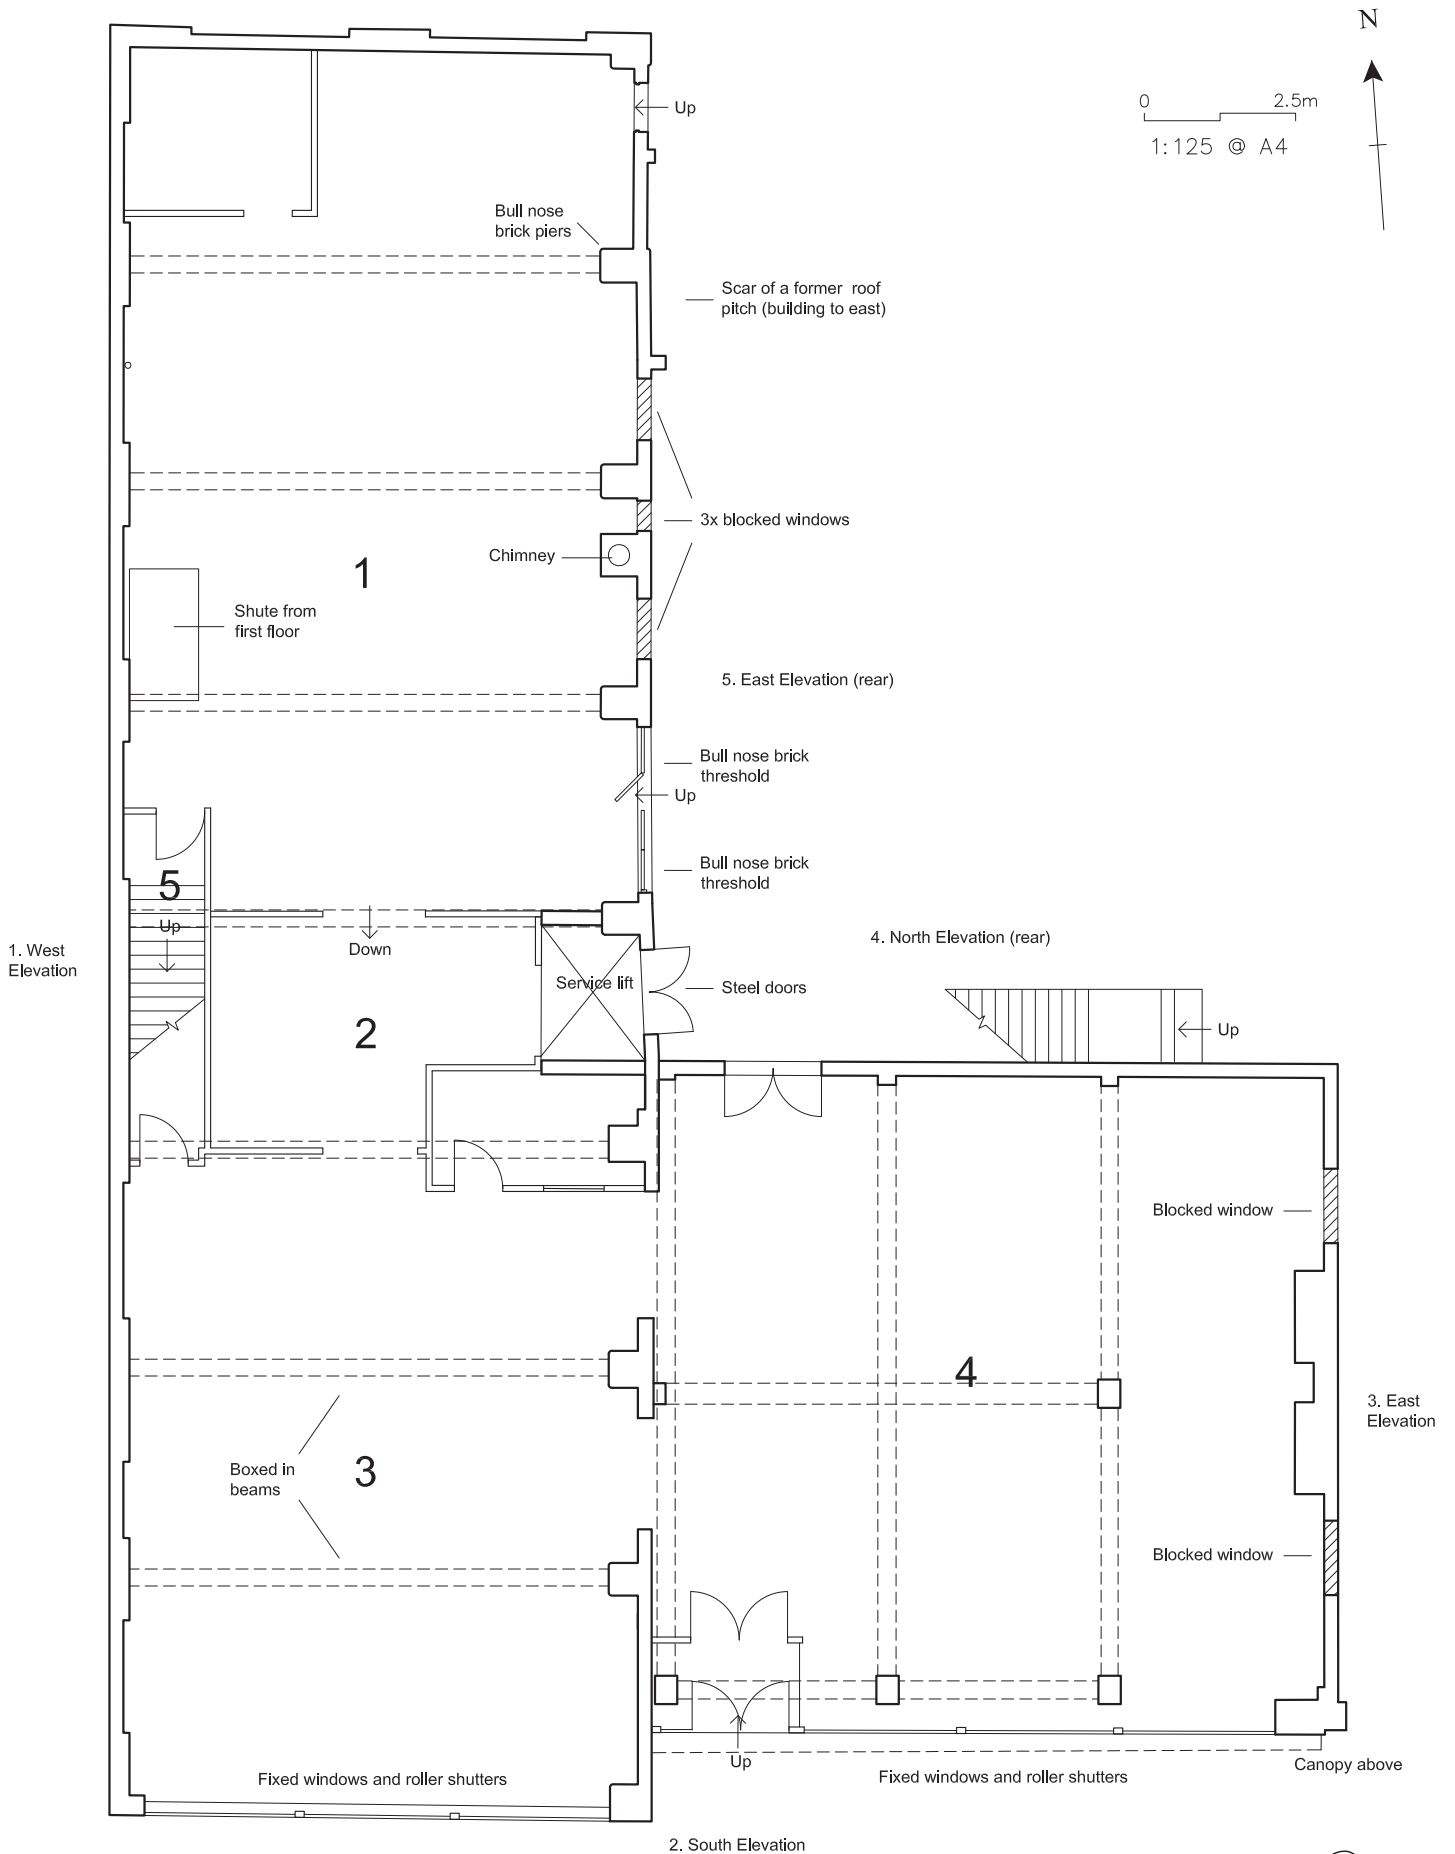 N
0 2.5m
1:125 @ A4
Up
Bull nose
brick piers
Scar of a former roof
pitch (building to east)
3x blocked windows
Chimney
1
Shute from
first floor
5. East Elevation (rear)
Bull nose brick
threshold
Up
Bull nose brick
threshold
5
Up
Down
1. West
Elevation
4. North Elevation (rear)
Service lift
Steel doors
2
Up
Blocked window
4
3. East
Elevation
Boxed in
beams
3
Blocked window
Up
Canopy above
Fixed windows and roller shutters
Fixed windows and roller shutters
2. South Elevation